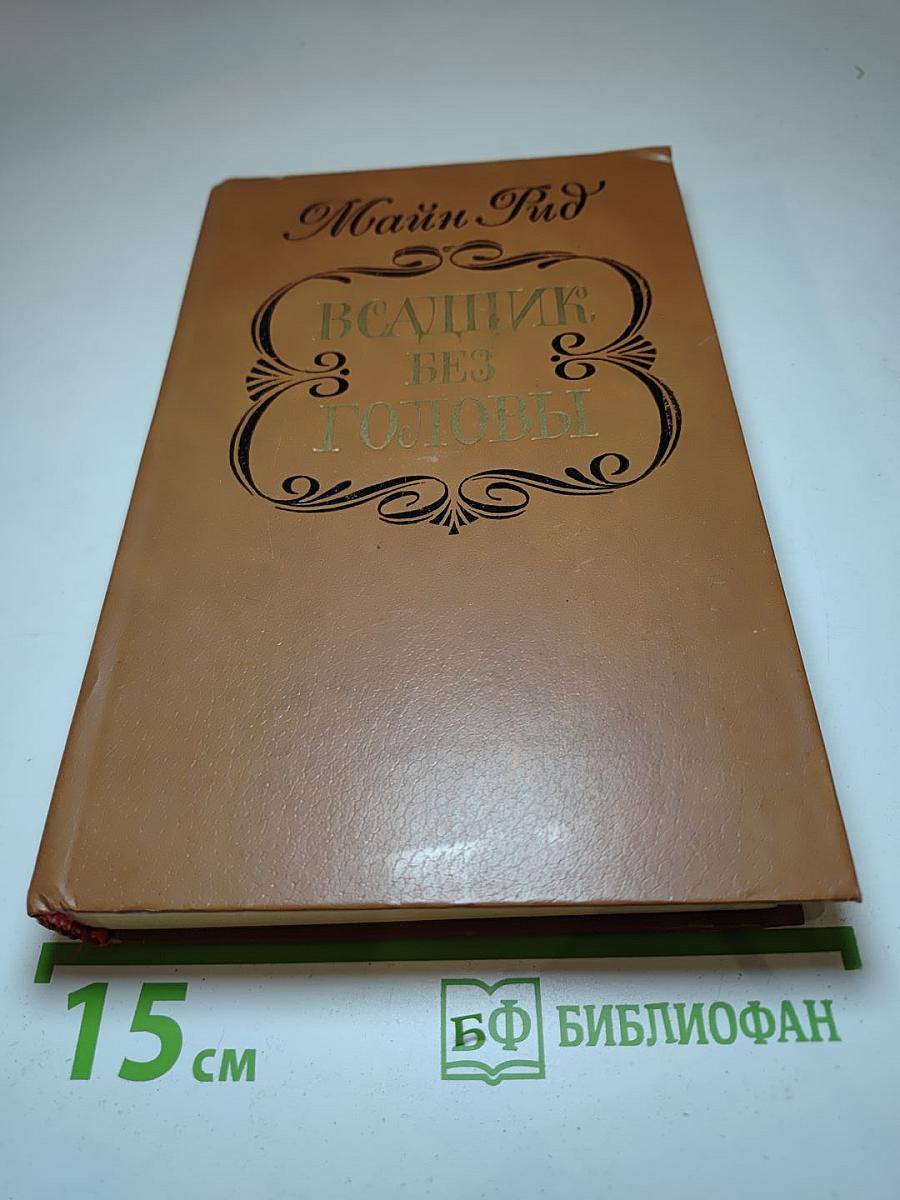 Майн Рид
ВСАДНИК
БЕЗ
ГОЛОВЫ
15 см
БФ БИБЛИОФАН